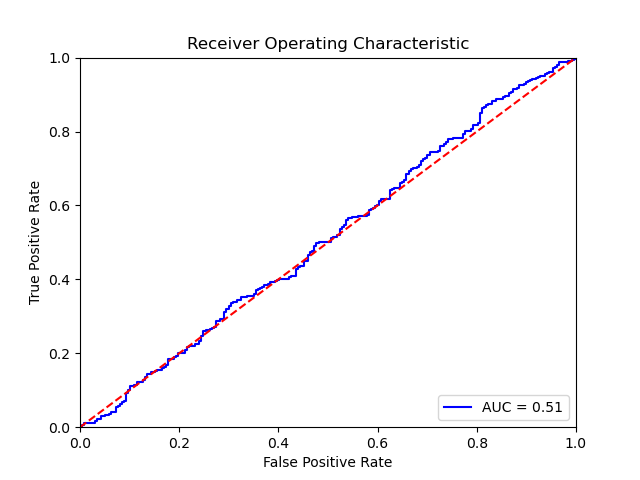 Receiver Operating Characteristic
True Positive Rate
1.0
0.8
0.6
0.4
0.2
0.0
AUC = 0.51
0.0 0.2 0.4 0.6 0.8 1.0
False Positive Rate